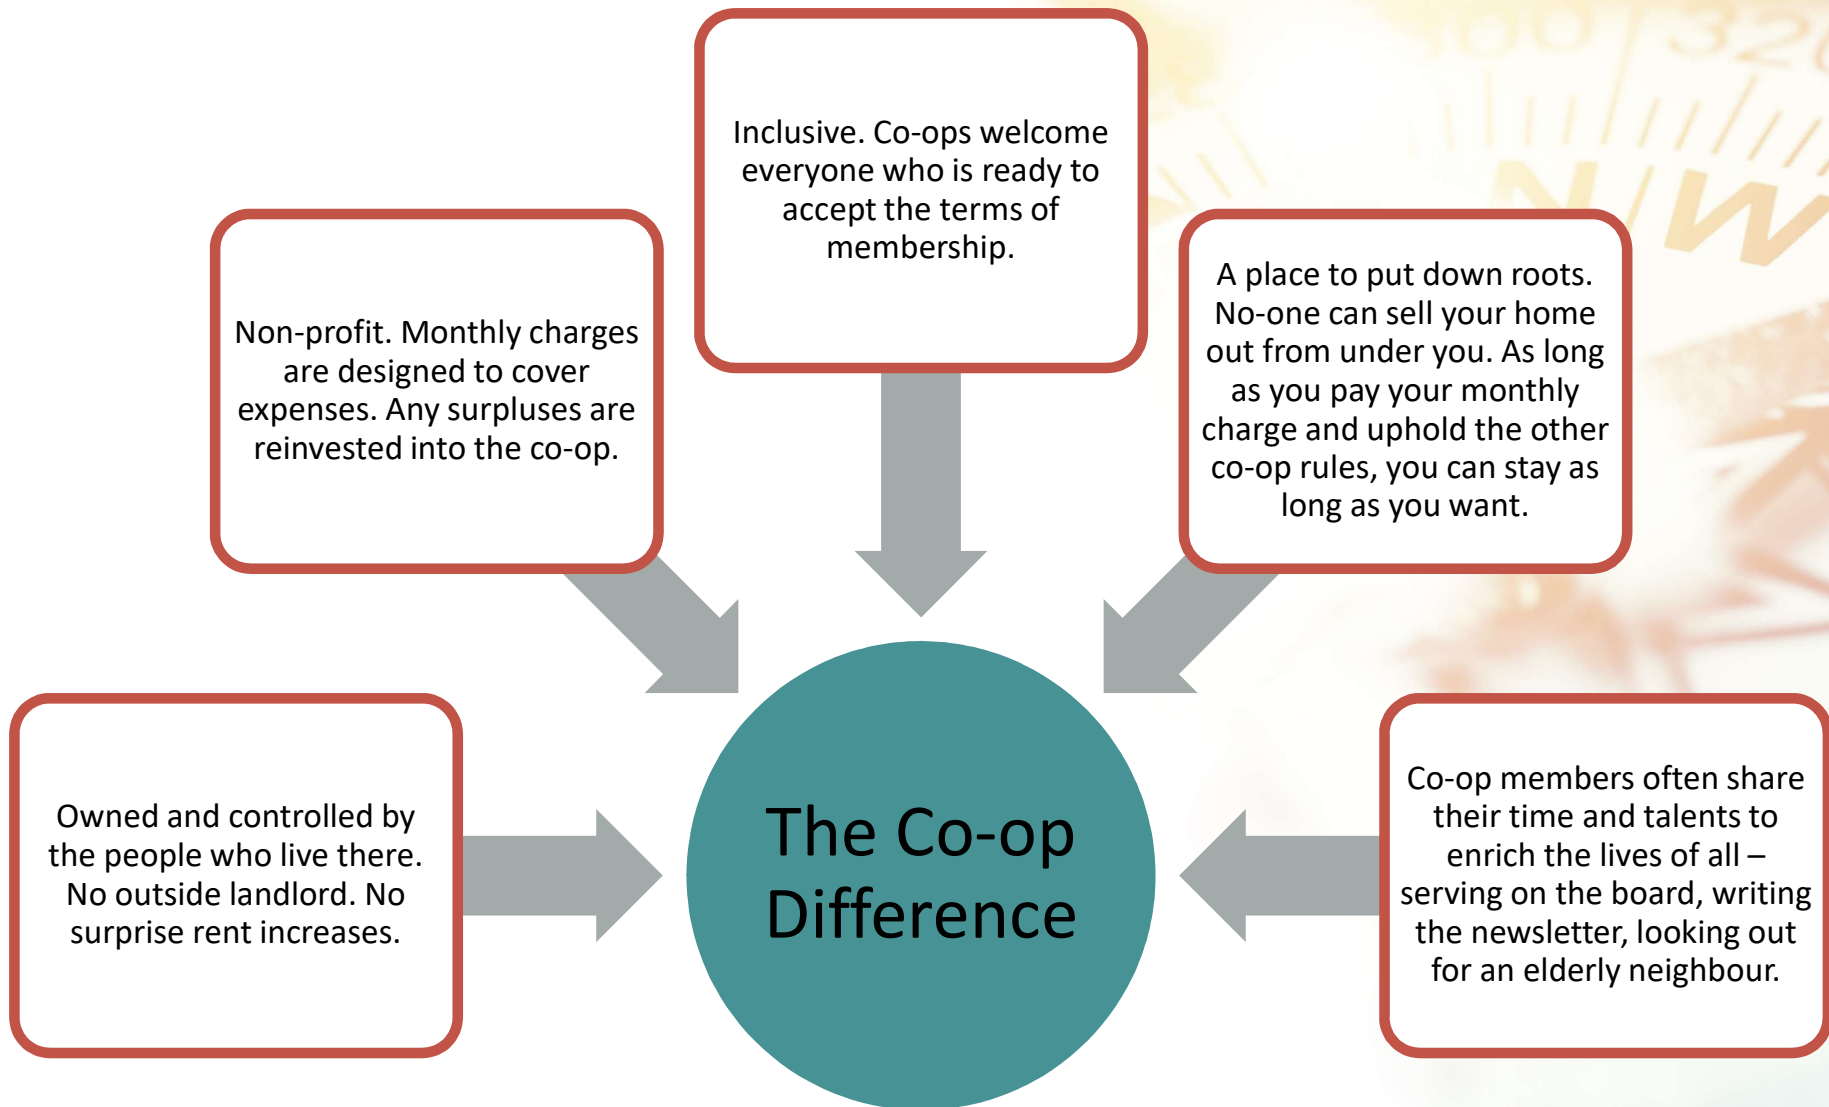 Inclusive. Co-ops welcome
everyone who is ready to
accept the terms of
membership.
Non-profit. Monthly charges
are designed to cover
expenses. Any surpluses are
reinvested into the co-op.
A place to put down roots.
No-one can sell your home
out from under you. As long
as you pay your monthly
charge and uphold the other
co-op rules, you can stay as
long as you want.
Owned and controlled by
the people who live there.
No outside landlord. No
surprise rent increases.
The Co-op
Difference
Co-op members often share
their time and talents to
enrich the lives of all –
serving on the board, writing
the newsletter, looking out
for an elderly neighbour.
300 320
N W